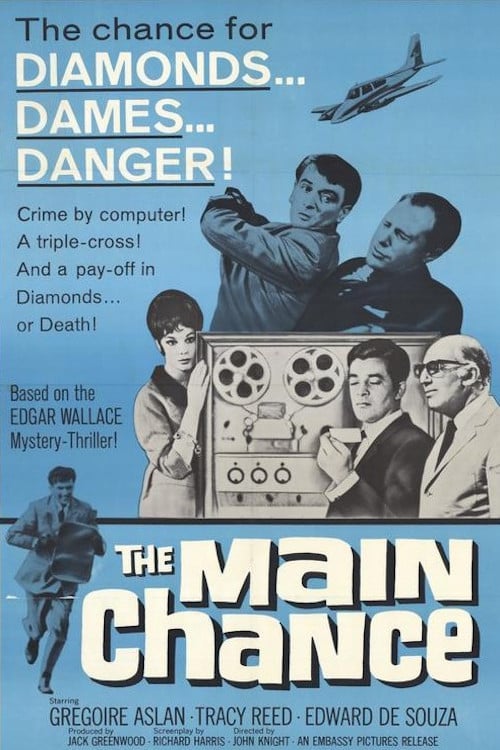 The chance for
DIAMONDS...
DAMES...
DANGER!
Crime by computer!
A triple-cross!
And a pay-off in
Diamonds...
or Death!
Based on the
EDGAR WALLACE
Mystery-Thriller!
THE MAIN
CHANCE
Starring
GREGOIRE ASLAN · TRACY REED · EDWARD DE SOUZA
Produced by Screenplay by Directed by
JACK GREENWOOD · RICHARD HARRIS · JOHN KNIGHT · AN EMBASSY PICTURES RELEASE